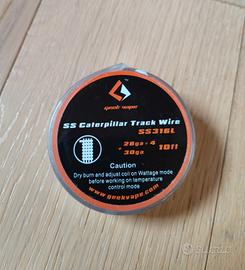 geek vape
SS Caterpillar Track Wire
SS316L
28ga*4
+
30ga
10ft
Caution
Dry burn and adjust coil on Wattage mode
before working on temperature
control mode
www.geekvape.com
subito